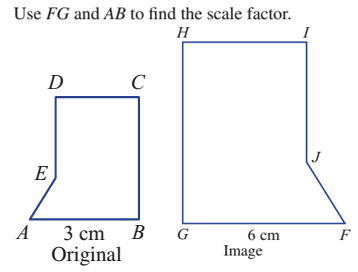 Use FG and AB to find the scale factor.
H I
D C
E J
A 3 cm B G 6 cm F
Original Image